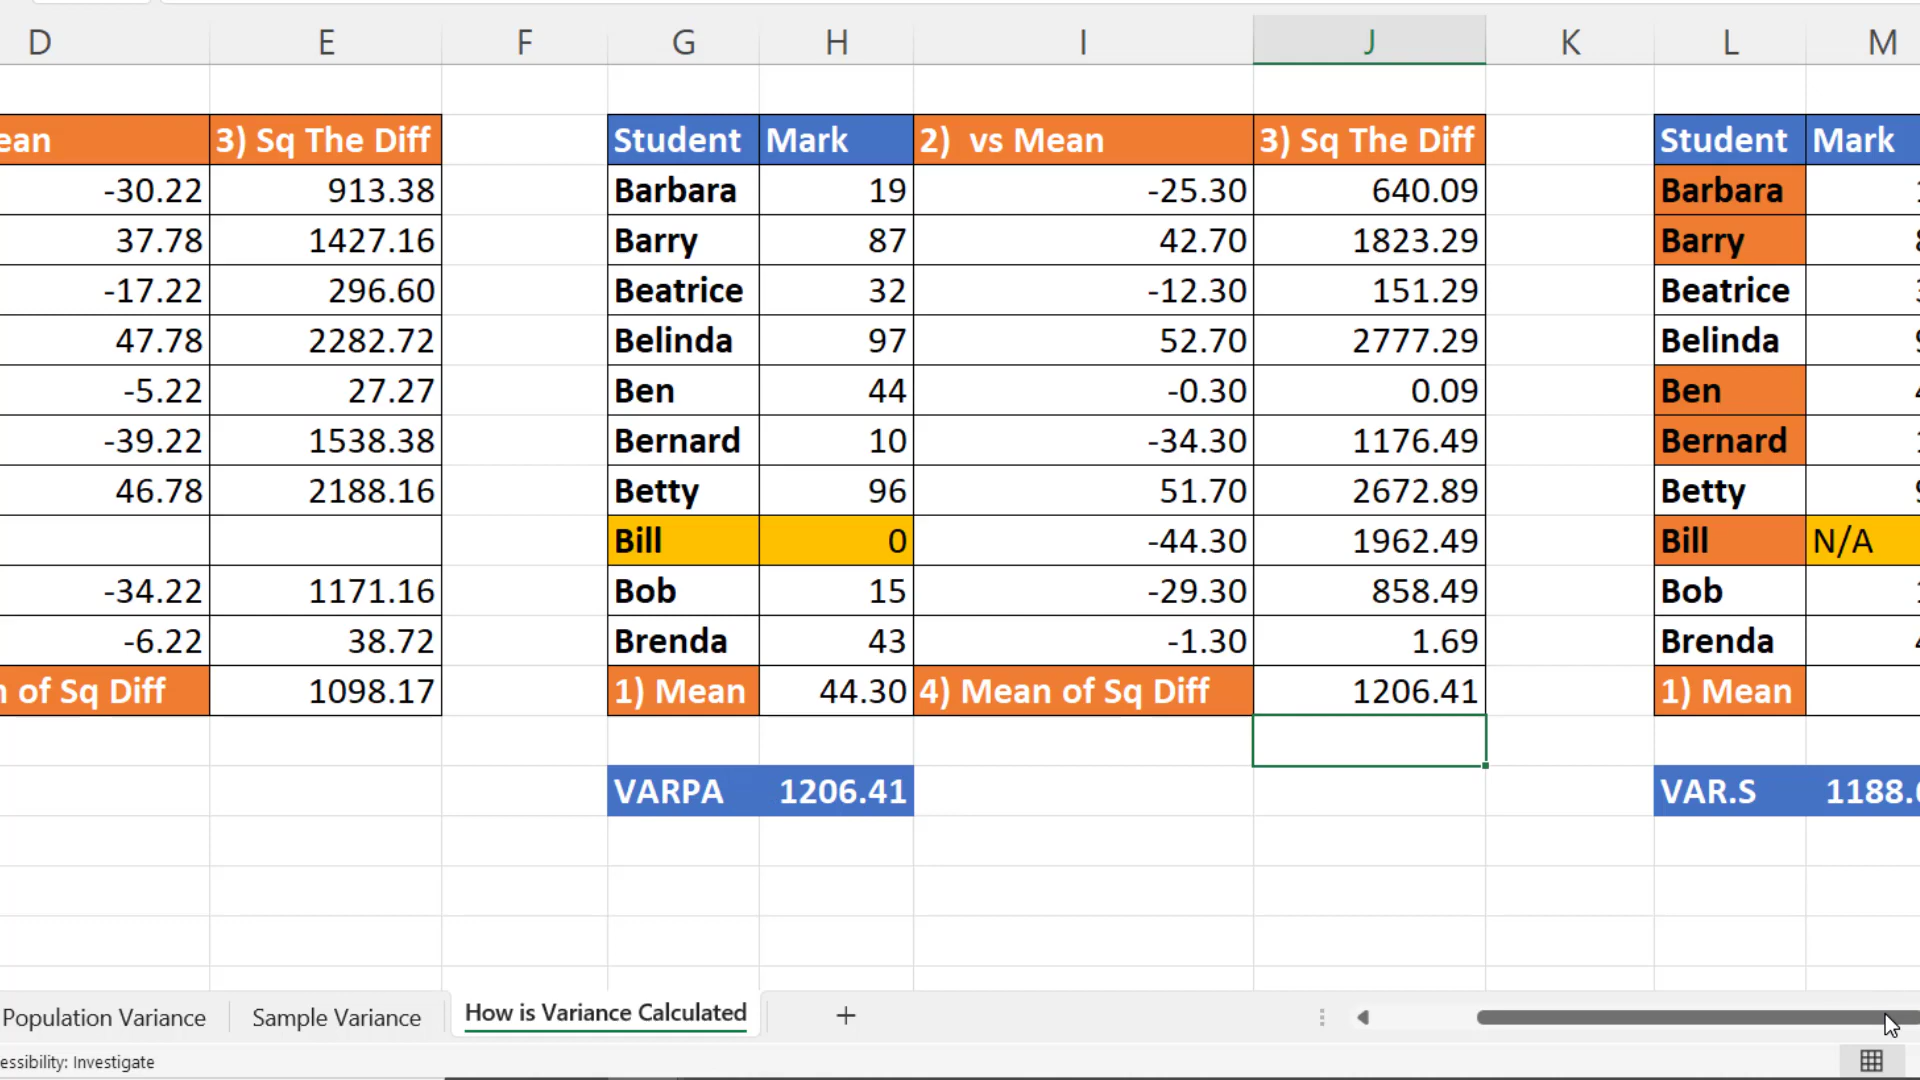 D E F G H I J K L M
ean 3) Sq The Diff Student Mark 2)  vs Mean 3) Sq The Diff Student Mark
-30.22 913.38 Barbara 19 -25.30 640.09 Barbara
37.78 1427.16 Barry 87 42.70 1823.29 Barry
-17.22 296.60 Beatrice 32 -12.30 151.29 Beatrice
47.78 2282.72 Belinda 97 52.70 2777.29 Belinda
-5.22 27.27 Ben 44 -0.30 0.09 Ben
-39.22 1538.38 Bernard 10 -34.30 1176.49 Bernard
46.78 2188.16 Betty 96 51.70 2672.89 Betty
Bill 0 -44.30 1962.49 Bill N/A
-34.22 1171.16 Bob 15 -29.30 858.49 Bob
-6.22 38.72 Brenda 43 -1.30 1.69 Brenda
n of Sq Diff 1098.17 1) Mean 44.30 4) Mean of Sq Diff 1206.41 1) Mean
VARPA 1206.41 VAR.S 1188.
Population Variance Sample Variance How is Variance Calculated +
essibility: Investigate